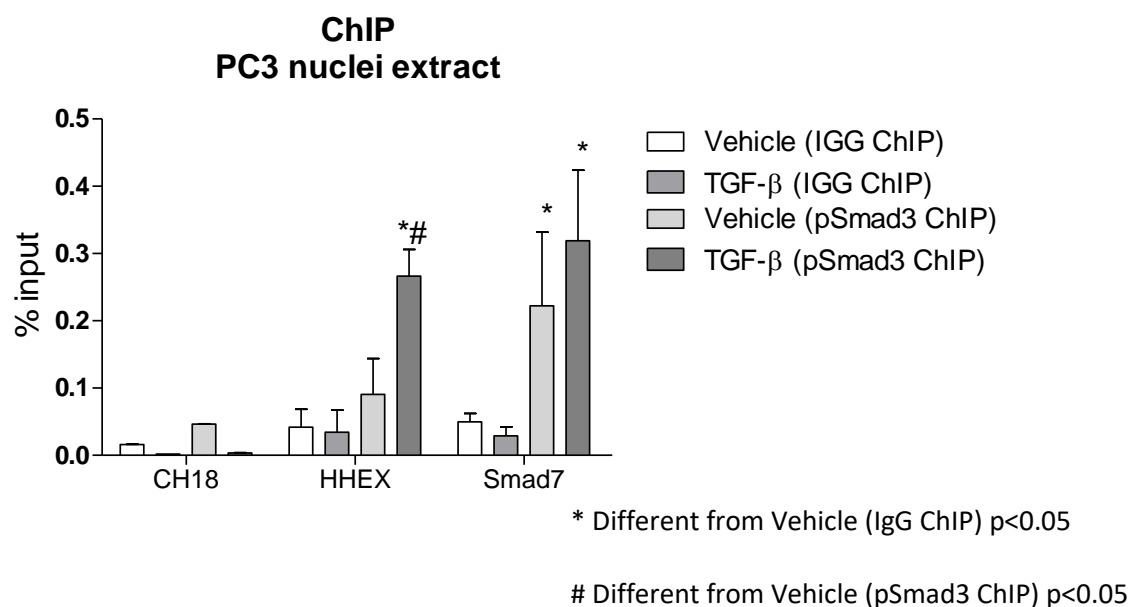 ChIP
PC3 nuclei extract
% input
0.5
0.4
0.3
0.2
0.1
0.0
*#
*
*
CH18 HHEX Smad7
Vehicle (IGG ChIP)
TGF-β (IGG ChIP)
Vehicle (pSmad3 ChIP)
TGF-β (pSmad3 ChIP)
* Different from Vehicle (IgG ChIP) p<0.05
# Different from Vehicle (pSmad3 ChIP) p<0.05